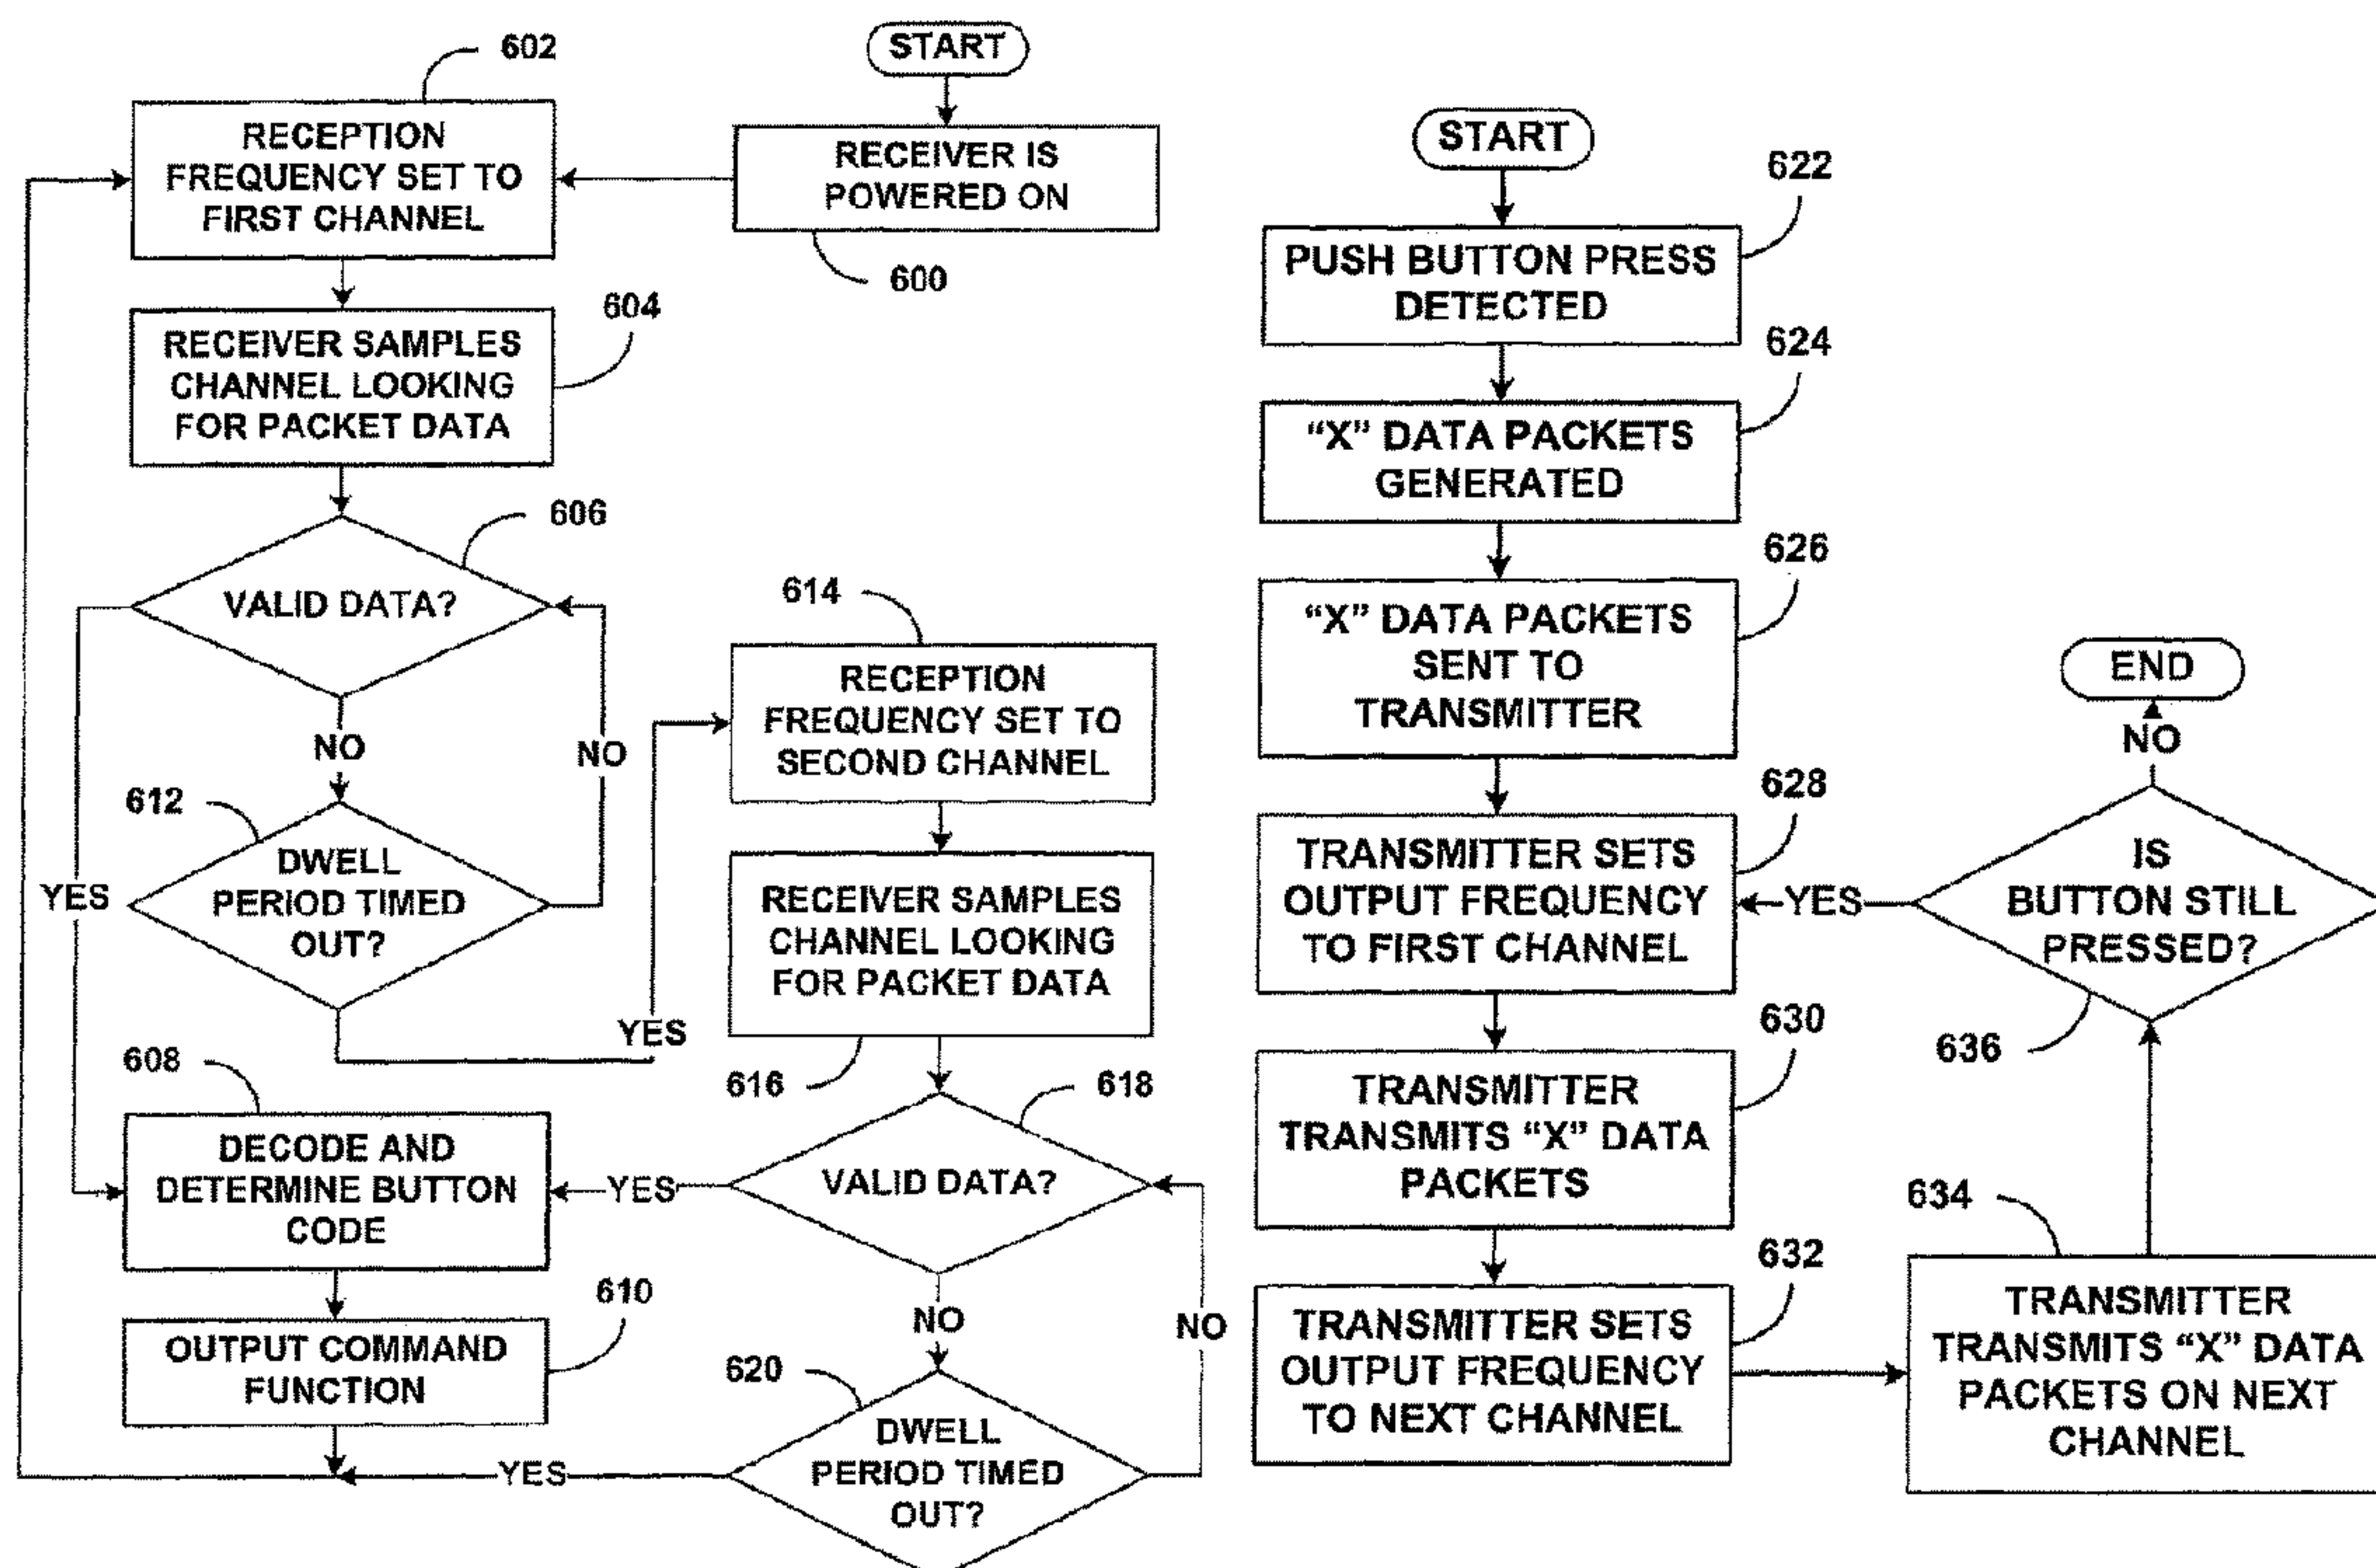 602
START
RECEPTION
FREQUENCY SET TO
FIRST CHANNEL
RECEIVER IS
POWERED ON
600
604
RECEIVER SAMPLES
CHANNEL LOOKING
FOR PACKET DATA
606
VALID DATA?
NO
NO
612
DWELL
PERIOD TIMED
OUT?
YES
YES
614
RECEPTION
FREQUENCY SET TO
SECOND CHANNEL
RECEIVER SAMPLES
CHANNEL LOOKING
FOR PACKET DATA
616
618
VALID DATA?
YES
608
DECODE AND
DETERMINE BUTTON
CODE
610
OUTPUT COMMAND
FUNCTION
NO
NO
620
DWELL
PERIOD TIMED
OUT?
YES
START
622
PUSH BUTTON PRESS
DETECTED
624
“X” DATA PACKETS
GENERATED
626
“X” DATA PACKETS
SENT TO
TRANSMITTER
628
TRANSMITTER SETS
OUTPUT FREQUENCY
TO FIRST CHANNEL
630
TRANSMITTER
TRANSMITS “X” DATA
PACKETS
632
TRANSMITTER SETS
OUTPUT FREQUENCY
TO NEXT CHANNEL
634
TRANSMITTER
TRANSMITS “X” DATA
PACKETS ON NEXT
CHANNEL
636
IS
BUTTON STILL
PRESSED?
YES
NO
END